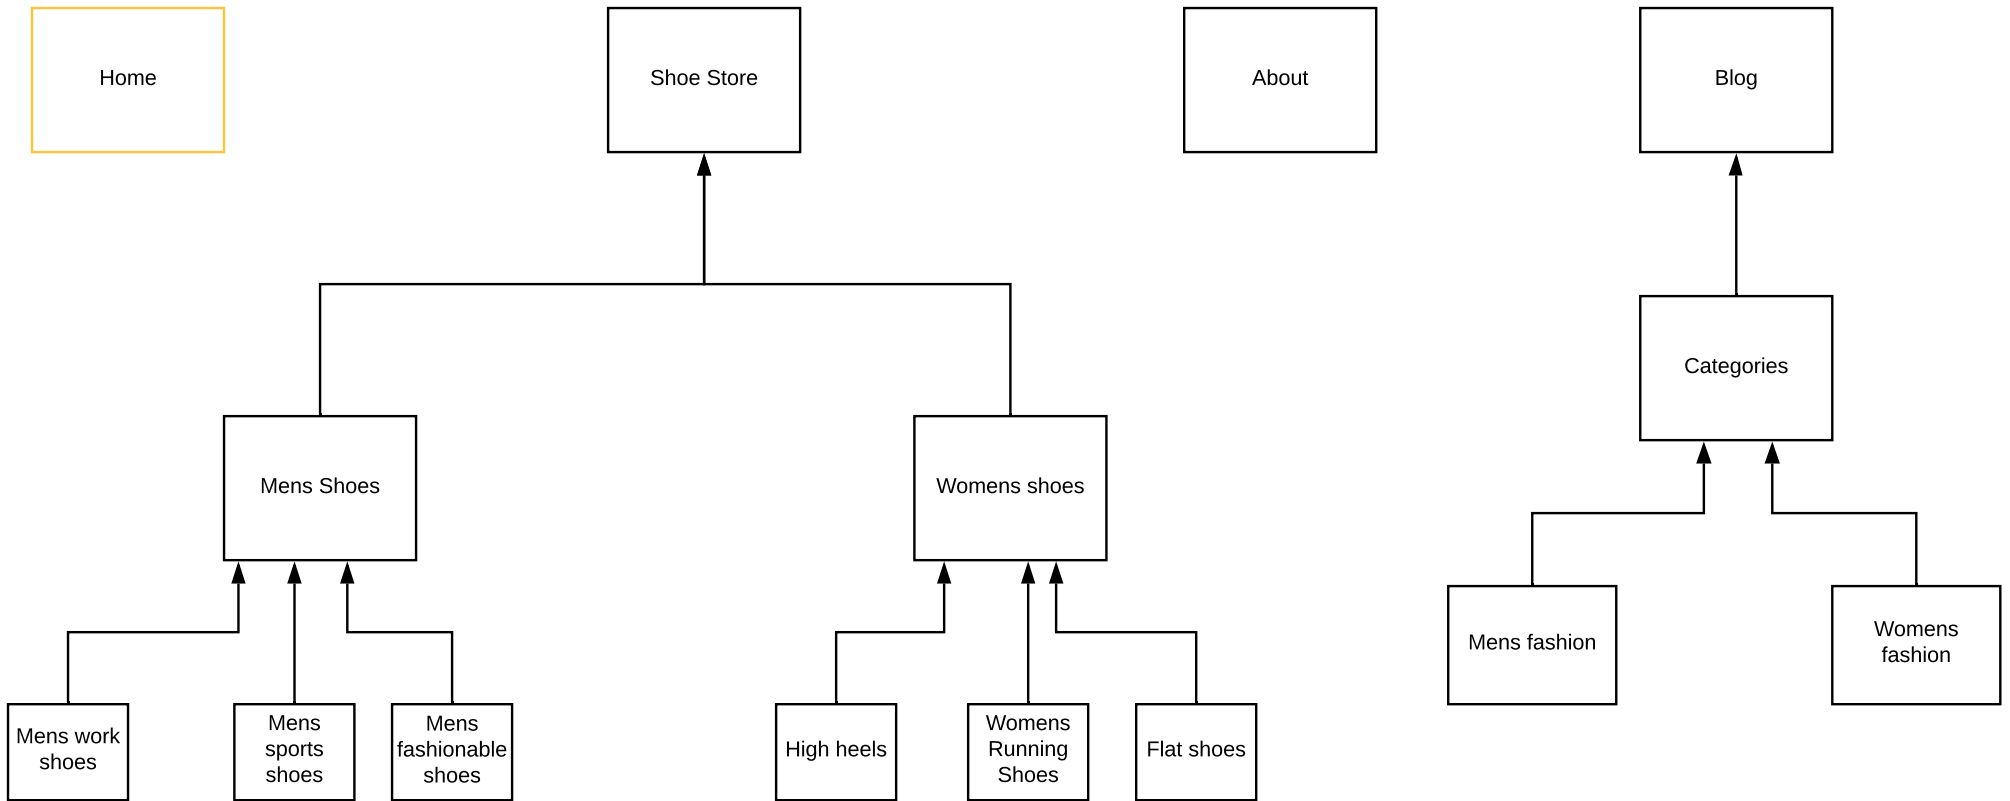 Home
Shoe Store
About
Blog
Categories
Mens Shoes
Womens shoes
Mens fashion
Womens
fashion
Mens work
shoes
Mens
sports
shoes
Mens
fashionable
shoes
High heels
Womens
Running
Shoes
Flat shoes